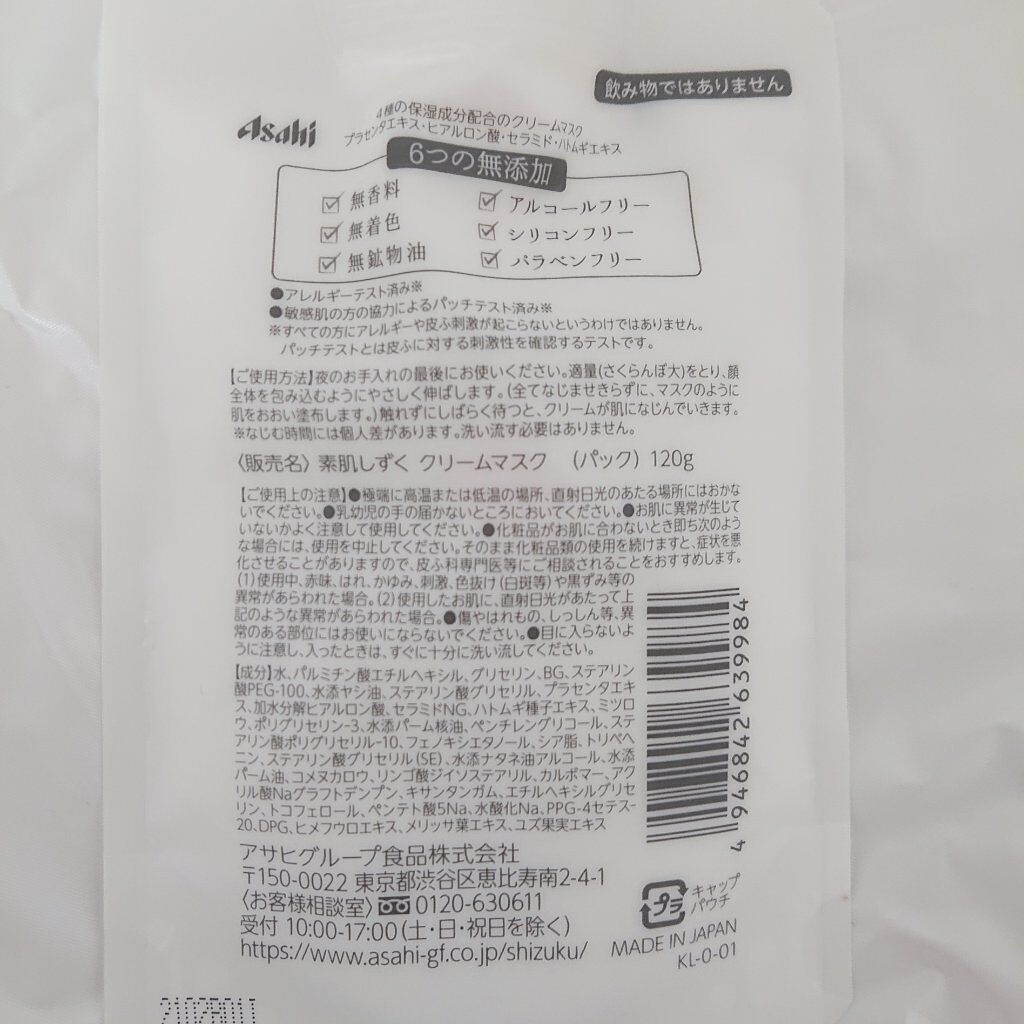 飲み物ではありません
Asahi
4種の保湿成分配合のクリームマスク
プラセンタエキス・ヒアルロン酸・セラミド・ハトムギエキス
6つの無添加
無香料
アルコールフリー
無着色
シリコンフリー
無鉱物油
パラベンフリー
●アレルギーテスト済み※
●敏感肌の方の協力によるパッチテスト済み※
※すべての方にアレルギーや皮ふ刺激が起こらないというわけではありません。
パッチテストとは皮ふに対する刺激性を確認するテストです。
【ご使用方法】夜のお手入れの最後にお使いください。適量(さくらんぼ大)をとり、顔
全体を包み込むようにやさしく伸ばします。(全てなじませきらずに、マスクのように
肌をおおい塗布します。)触れずにしばらく待つと、クリームが肌になじんでいきます。
※なじむ時間には個人差があります。洗い流す必要はありません。
〈販売名〉 素肌しずく クリームマスク (パック) 120g
【ご使用上の注意】●極端に高温または低温の場所、直射日光のあたる場所にはおかな
いでください。●乳幼児の手の届かないところにおいてください。●お肌に異常が生じて
いないかよく注意して使用してください。●化粧品がお肌に合わないとき即ち次のよう
な場合には、使用を中止してください。そのまま化粧品類の使用を続けますと、症状を悪
化させることがありますので、皮ふ科専門医等にご相談されることをおすすめします。
(1)使用中、赤味、はれ、かゆみ、刺激、色抜け(白斑等)や黒ずみ等の
異常があらわれた場合。(2)使用したお肌に、直射日光があたって上
記のような異常があらわれた場合。●傷やはれもの、しっしん等、異
常のある部位にはお使いにならないでください。●目に入らないよ
うに注意し、入ったときは、すぐに十分に洗い流してください。
【成分】水、パルミチン酸エチルヘキシル、グリセリン、BG、ステアリン
酸PEG-100、水添ヤシ油、ステアリン酸グリセリル、プラセンタエキ
ス、加水分解ヒアルロン酸、セラミドNG、ハトムギ種子エキス、ミツロ
ウ、ポリグリセリン-3、水添パーム核油、ペンチレングリコール、ステ
アリン酸ポリグリセリル-10、フェノキシエタノール、シア脂、トリベヘ
ニン、ステアリン酸グリセリル(SE)、水添ナタネ油アルコール、水添
パーム油、コメヌカロウ、リンゴ酸ジイソステアリル、カルボマー、アク
リル酸Naグラフトデンプン、キサンタンガム、エチルヘキシルグリセ
リン、トコフェロール、ペンテト酸5Na、水酸化Na、PPG-4セテス-
20、DPG、ヒメフウロエキス、メリッサ葉エキス、ユズ果実エキス
4946842639984
アサヒグループ食品株式会社
〒150-0022 東京都渋谷区恵比寿南2-4-1
〈お客様相談室〉 0120-630611
受付 10:00-17:00(土・日・祝日を除く)
https://www.asahi-gf.co.jp/shizuku/
プラ
キャップ
パウチ
MADE IN JAPAN
KL-0-01